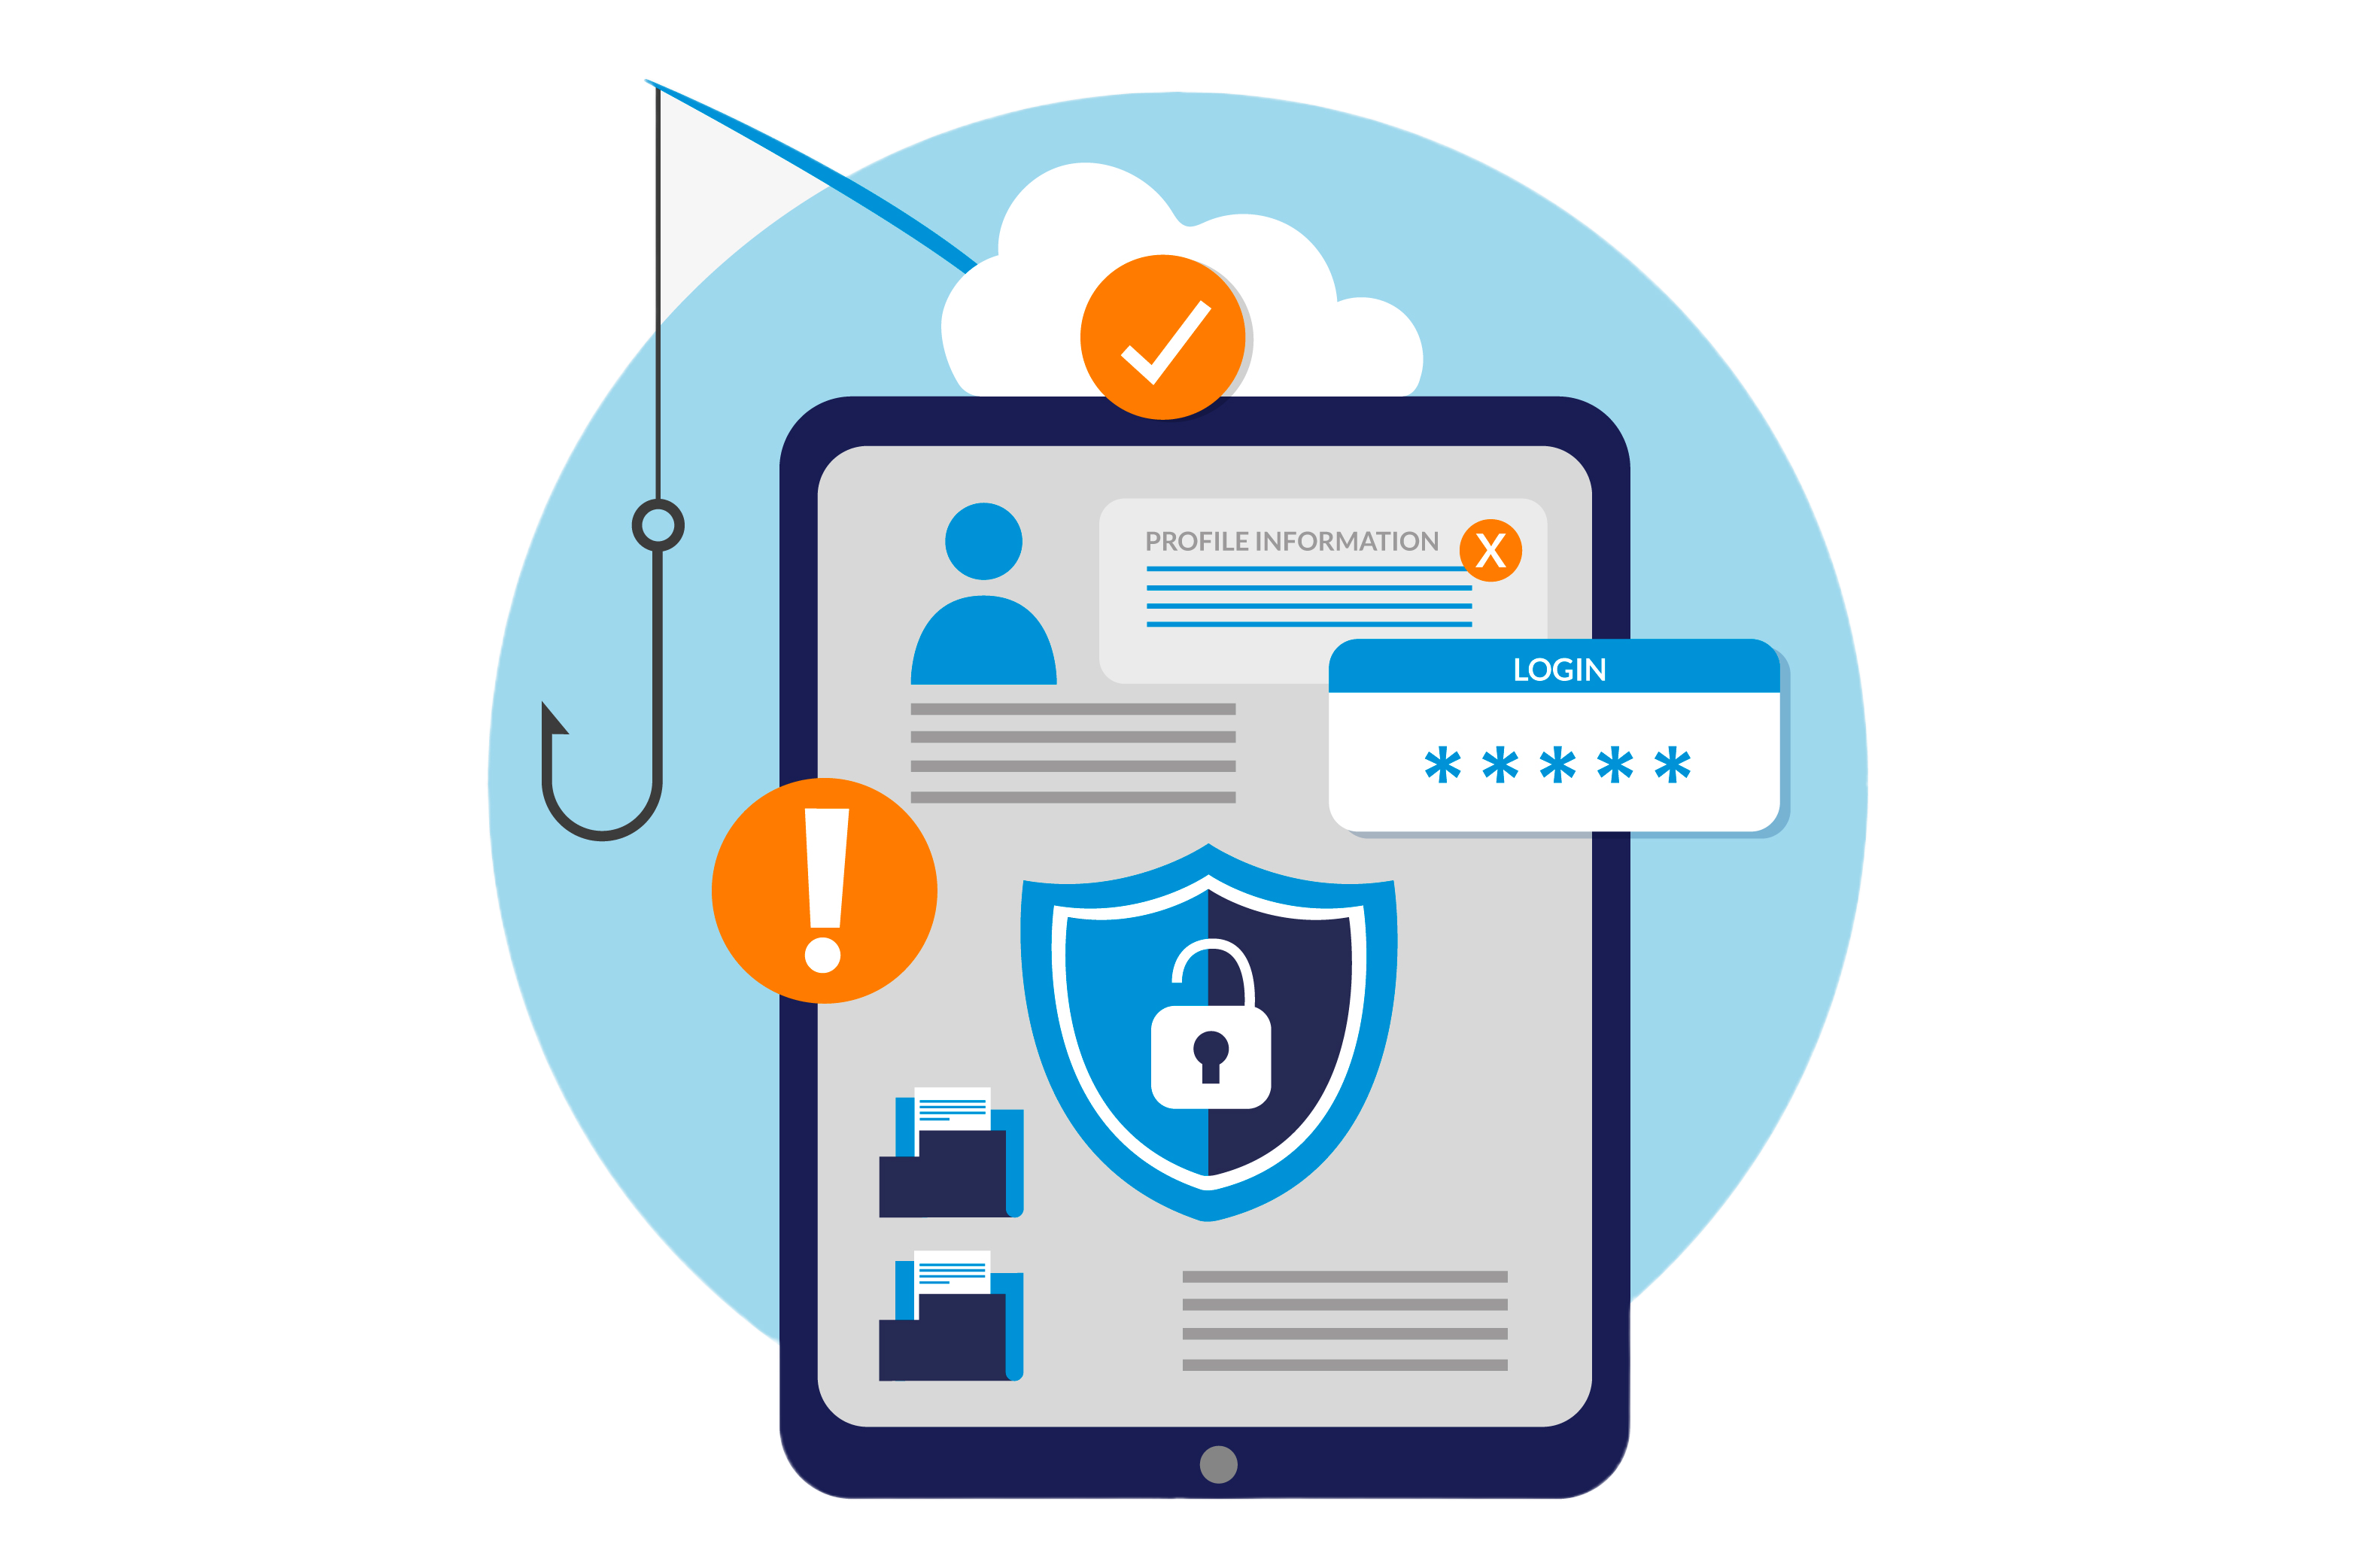 PROFILE INFORMATION
X
LOGIN
*****